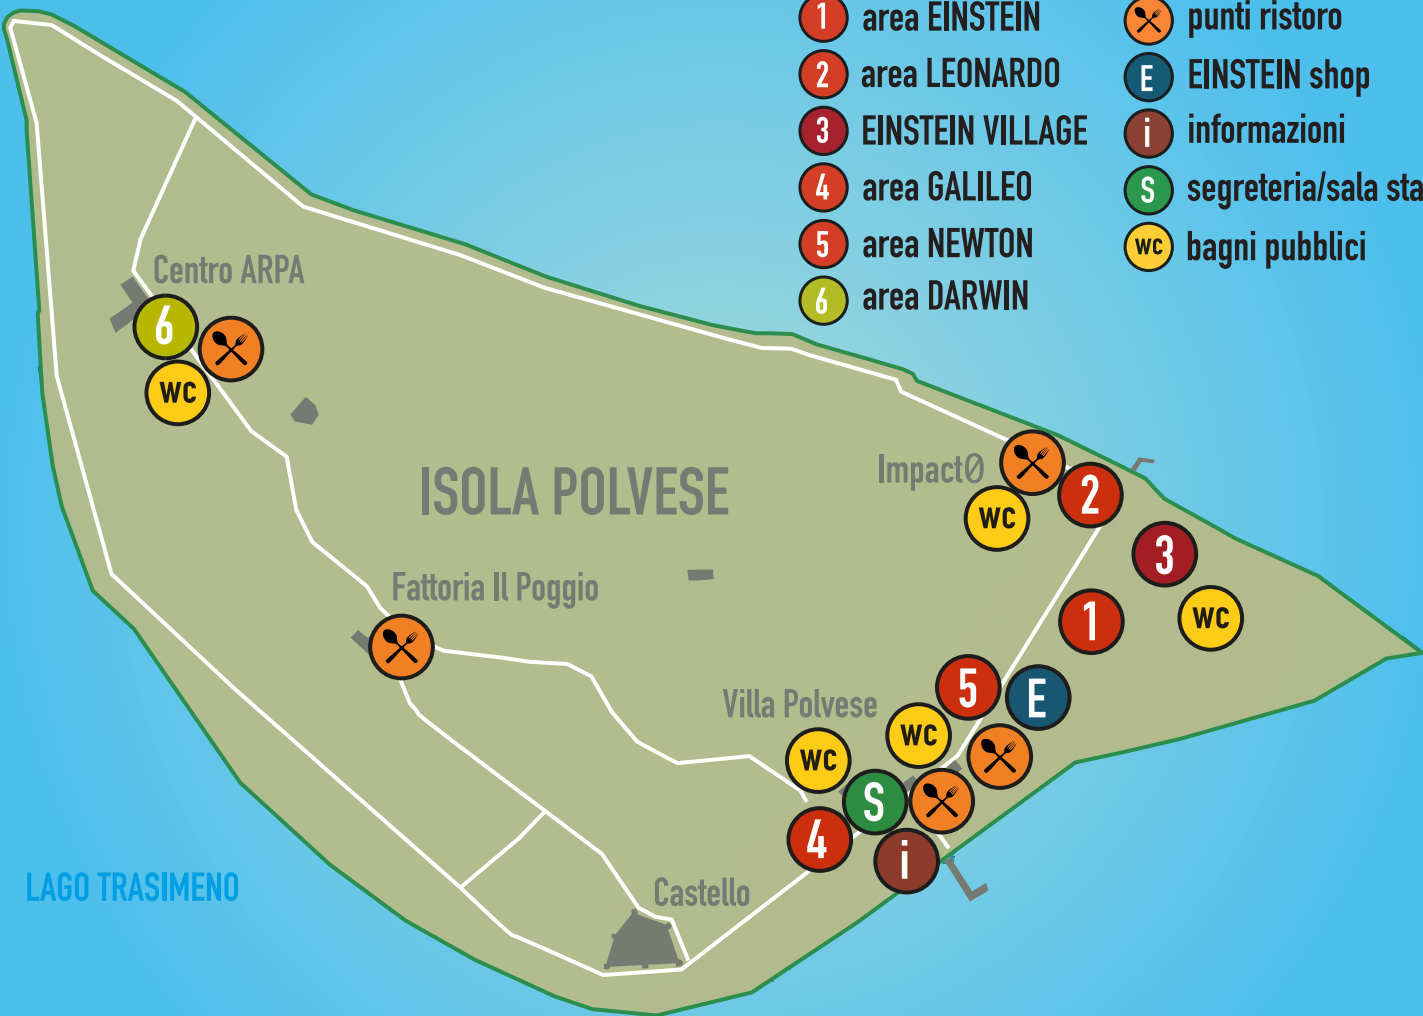 1 area EINSTEIN
2 area LEONARDO
3 EINSTEIN VILLAGE
4 area GALILEO
5 area NEWTON
6 area DARWIN
punti ristoro
E EINSTEIN shop
i informazioni
S segreteria/sala sta
WC bagni pubblici
Centro ARPA
6
WC
ISOLA POLVESE
ImpactØ
2
WC
3
Fattoria Il Poggio
1
WC
5
E
Villa Polvese
WC
WC
S
4
i
LAGO TRASIMENO
Castello